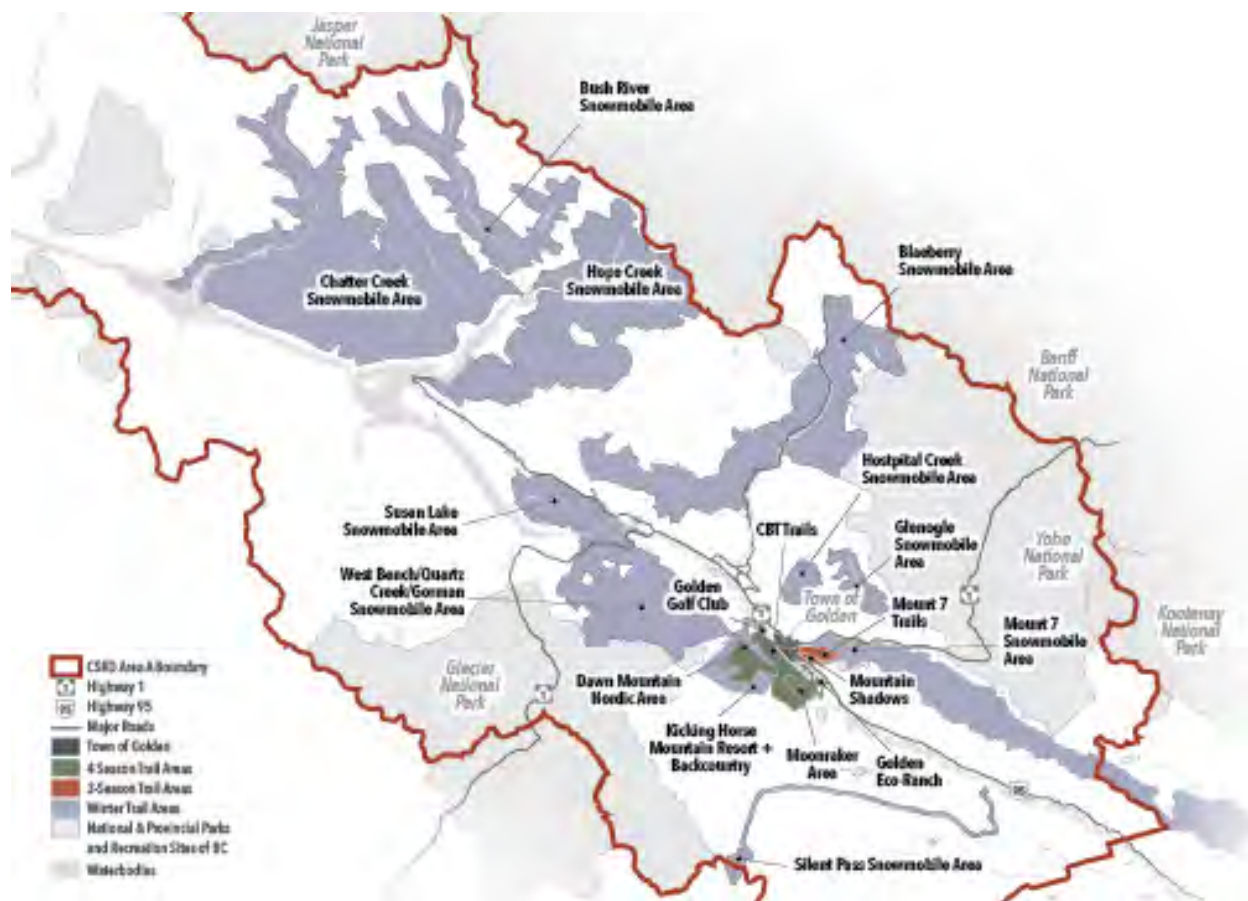 Jasper
National
Park
Bush River
Snowmobile Area
Chatter Creek
Snowmobile Area
Hope Creek
Snowmobile Area
Blaeberry
Snowmobile Area
Banff
National
Park
Hostpital Creek
Snowmobile Area
Susan Lake
Snowmobile Area
CBT Trails
Glenogle
Snowmobile
Area
Yoho
National
Park
West Bench/Quartz
Creek/Gorman
Snowmobile Area
Golden
Golf Club
Town of
Golden
Mount 7
Trails
Mount 7
Snowmobile
Area
Kootenay
National
Park
1
1
Glacier
National
Park
1
Dawn Mountain
Nordic Area
Mountain
Shadows
Kicking Horse
Mountain Resort +
Backcountry
Moonraker
Area
Golden
Eco-Ranch
95
Silent Pass Snowmobile Area
CSRD Area A Boundary
1 Highway 1
95 Highway 95
Major Roads
Town of Golden
4-Season Trail Areas
3-Season Trail Areas
Winter Trail Areas
National & Provincial Parks
and Recreation Sites of BC
Waterbodies